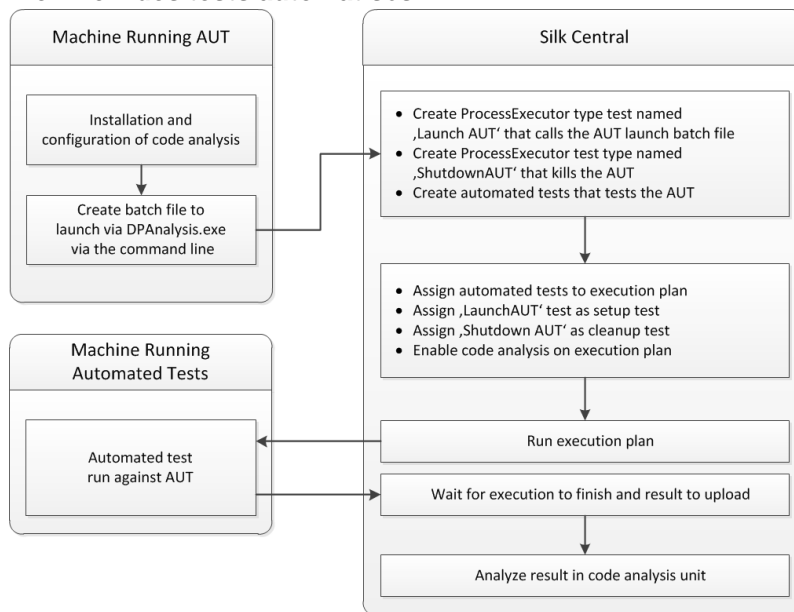 des tests
Machine Running AUT
Installation and
configuration of code analysis
Create batch file to
launch via DPAnalysis.exe
via the command line
Silk Central
• Create ProcessExecutor type test named
‚Launch AUT‘ that calls the AUT launch batch file
• Create ProcessExecutor test type named
‚ShutdownAUT‘ that kills the AUT
• Create automated tests that tests the AUT
• Assign automated tests to execution plan
• Assign ‚LaunchAUT‘ test as setup test
• Assign ‚Shutdown AUT‘ as cleanup test
• Enable code analysis on execution plan
Machine Running
Automated Tests
Automated test
run against AUT
Run execution plan
Wait for execution to finish and result to upload
Analyze result in code analysis unit